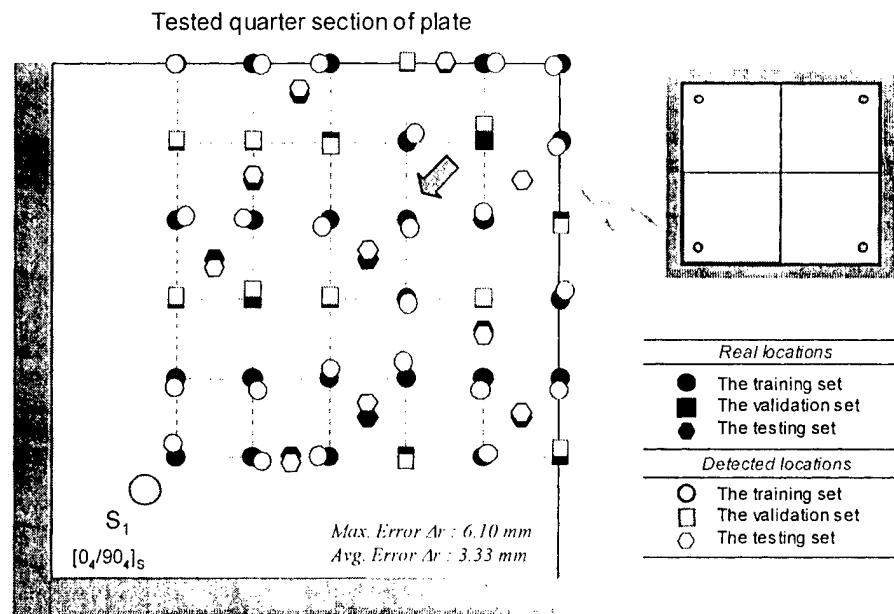 Tested quarter section of plate
S₁
[0₄/90₄]ₛ
Max. Error Δr : 6.10 mm
Avg. Error Δr : 3.33 mm
Real locations
The training set
The validation set
The testing set
Detected locations
The training set
The validation set
The testing set